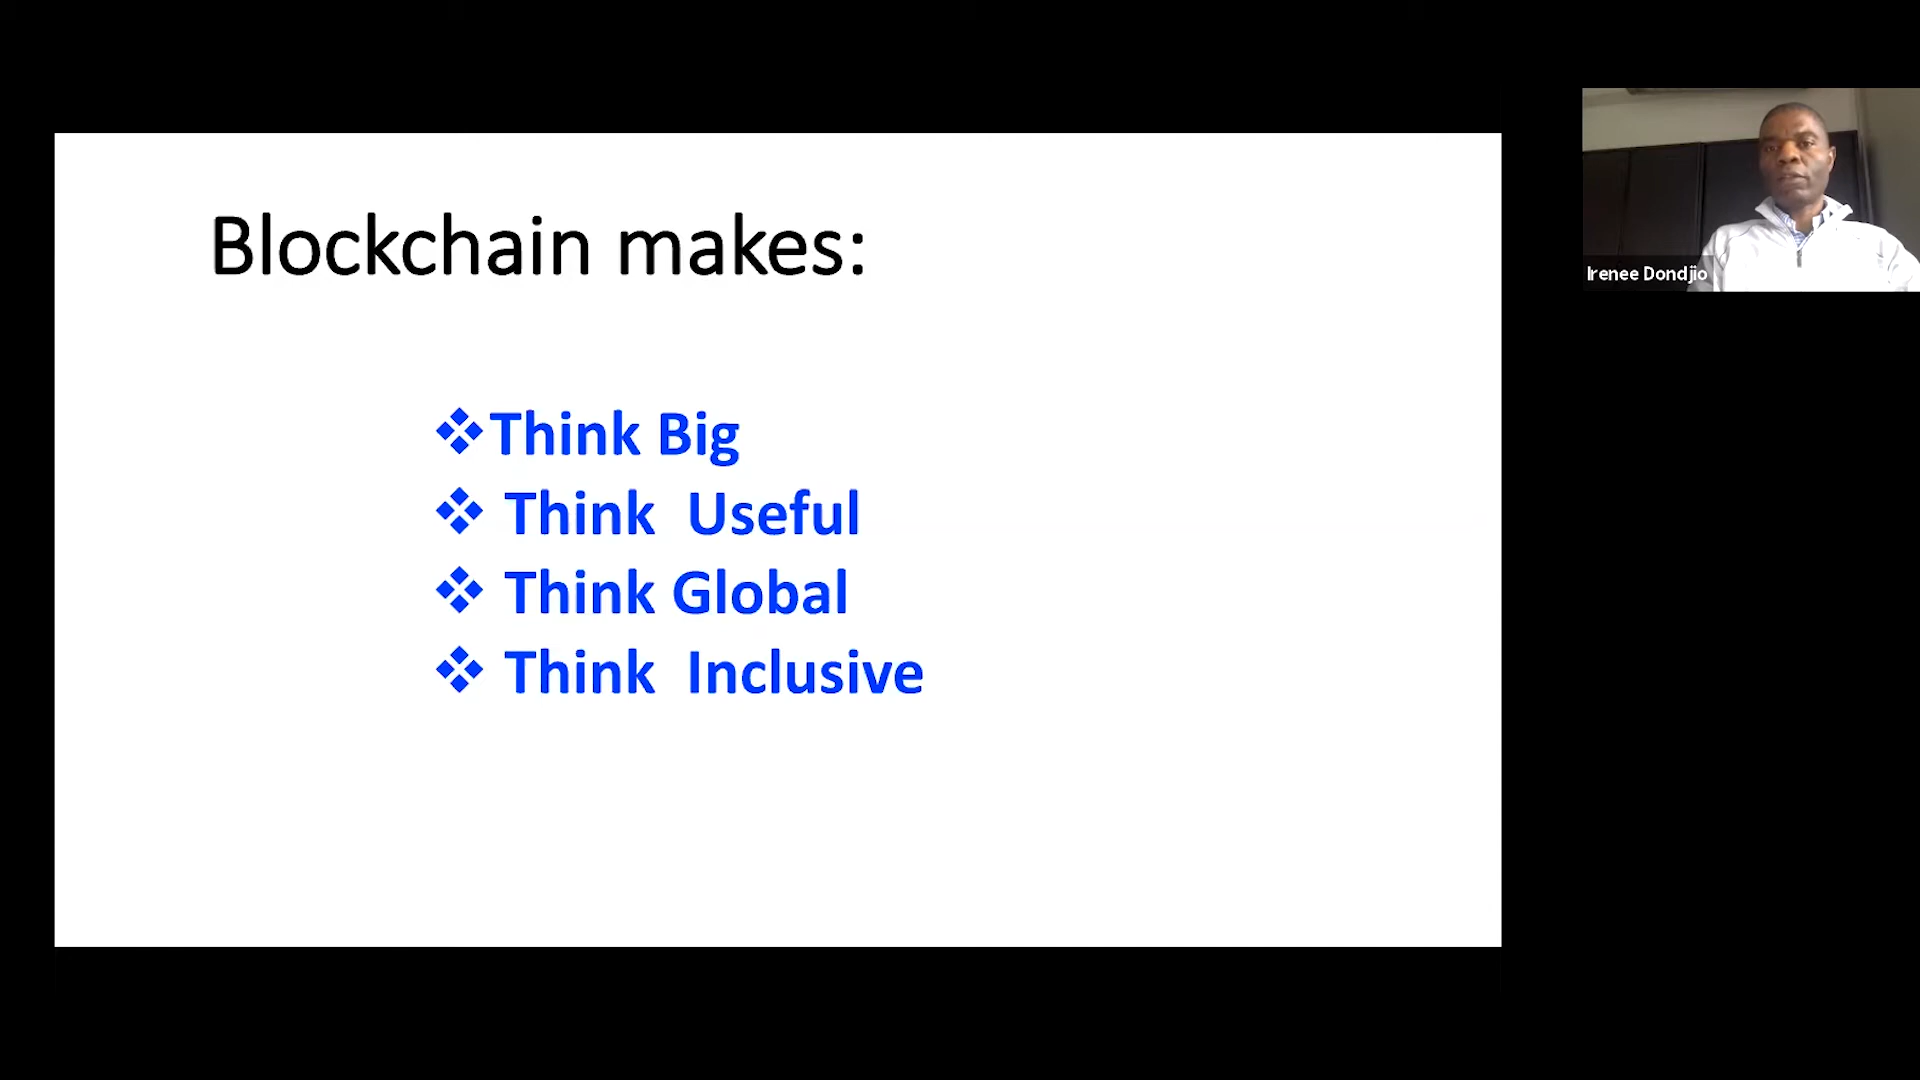 Blockchain makes:
❖Think Big
❖ Think  Useful
❖ Think Global
❖ Think  Inclusive
Irenee Dondjio